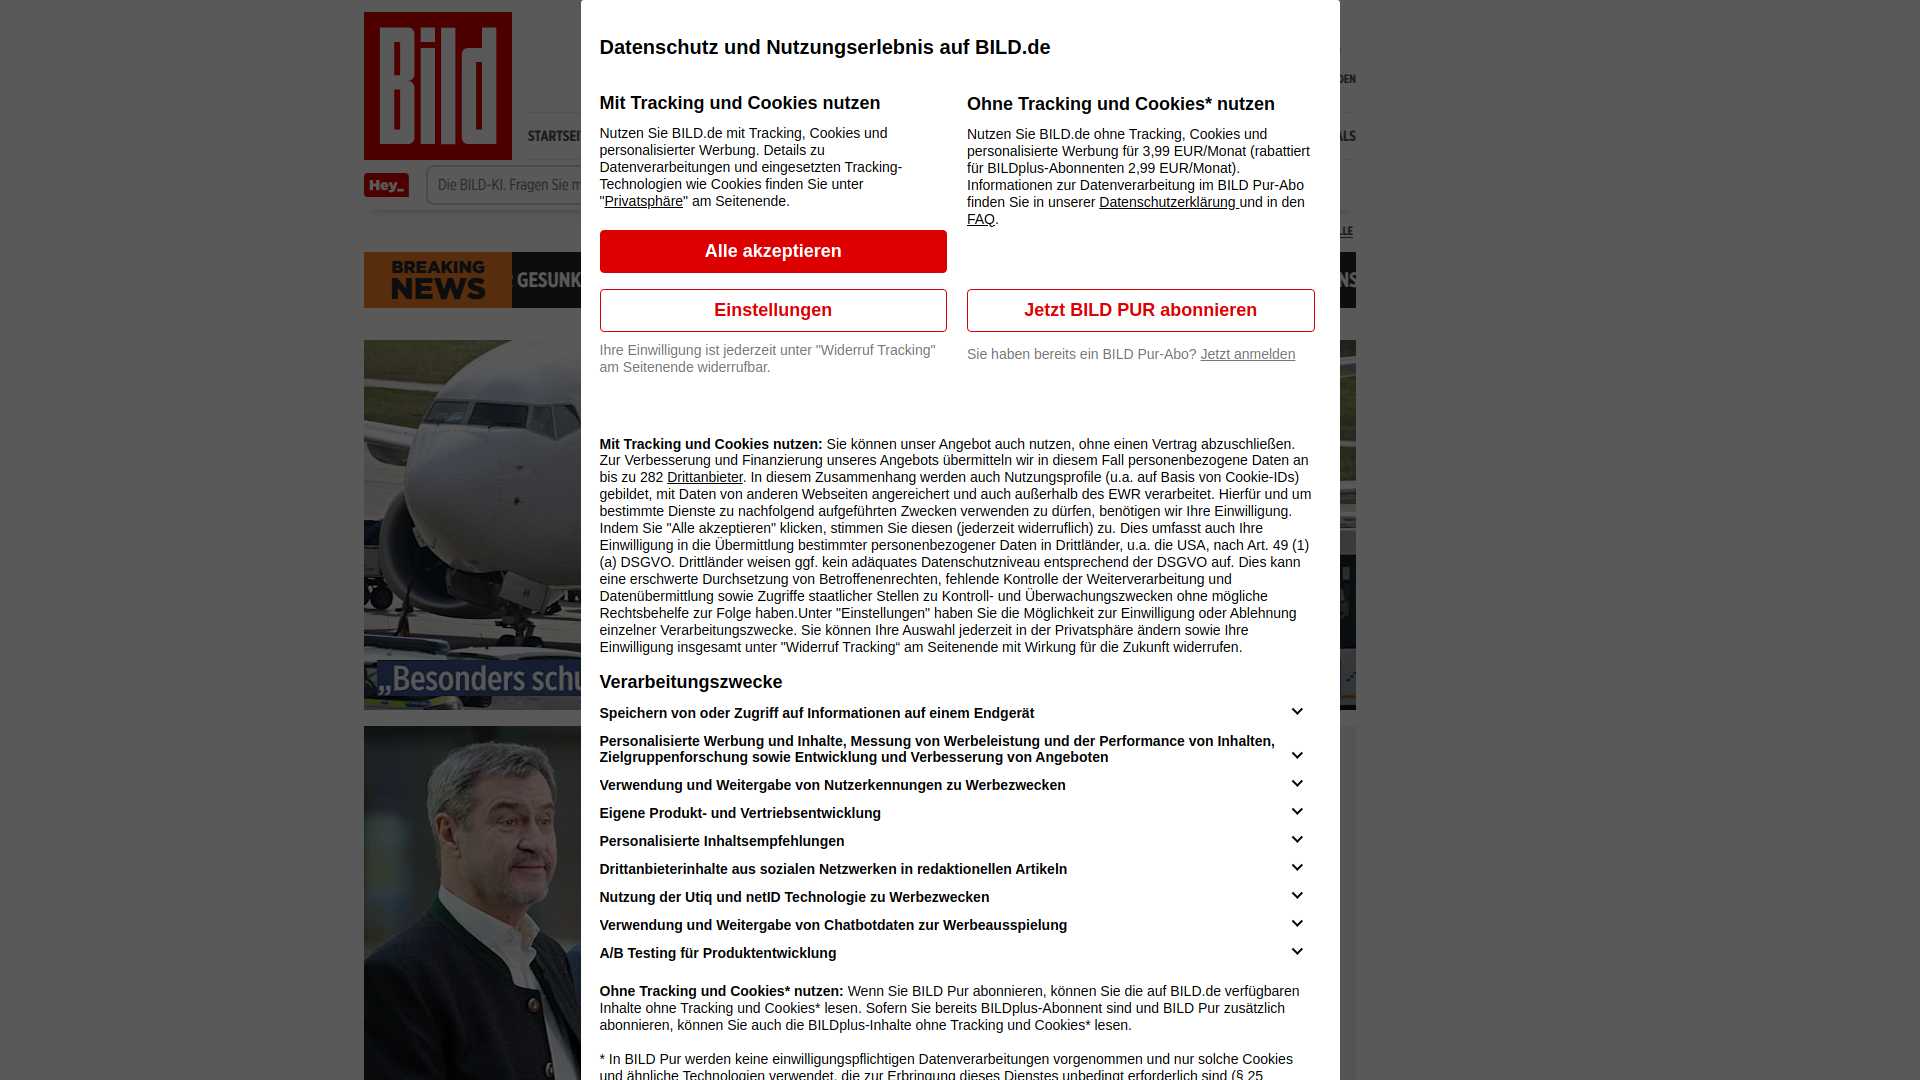 Bild
DEN
STARTSEI
ALS
Hey_
Die BILD-KI. Fragen Sie m
LLE
BREAKING
NEWS
GESUNK
NS
„Besonders schu
Datenschutz und Nutzungserlebnis auf BILD.de
Mit Tracking und Cookies nutzen
Nutzen Sie BILD.de mit Tracking, Cookies und
personalisierter Werbung. Details zu
Datenverarbeitungen und eingesetzten Tracking-
Technologien wie Cookies finden Sie unter
"Privatsphäre" am Seitenende.
Alle akzeptieren
Einstellungen
Ihre Einwilligung ist jederzeit unter "Widerruf Tracking"
am Seitenende widerrufbar.
Ohne Tracking und Cookies* nutzen
Nutzen Sie BILD.de ohne Tracking, Cookies und
personalisierte Werbung für 3,99 EUR/Monat (rabattiert
für BILDplus-Abonnenten 2,99 EUR/Monat).
Informationen zur Datenverarbeitung im BILD Pur-Abo
finden Sie in unserer Datenschutzerklärung und in den
FAQ.
Jetzt BILD PUR abonnieren
Sie haben bereits ein BILD Pur-Abo? Jetzt anmelden
Mit Tracking und Cookies nutzen: Sie können unser Angebot auch nutzen, ohne einen Vertrag abzuschließen.
Zur Verbesserung und Finanzierung unseres Angebots übermitteln wir in diesem Fall personenbezogene Daten an
bis zu 282 Drittanbieter. In diesem Zusammenhang werden auch Nutzungsprofile (u.a. auf Basis von Cookie-IDs)
gebildet, mit Daten von anderen Webseiten angereichert und auch außerhalb des EWR verarbeitet. Hierfür und um
bestimmte Dienste zu nachfolgend aufgeführten Zwecken verwenden zu dürfen, benötigen wir Ihre Einwilligung.
Indem Sie "Alle akzeptieren" klicken, stimmen Sie diesen (jederzeit widerruflich) zu. Dies umfasst auch Ihre
Einwilligung in die Übermittlung bestimmter personenbezogener Daten in Drittländer, u.a. die USA, nach Art. 49 (1)
(a) DSGVO. Drittländer weisen ggf. kein adäquates Datenschutzniveau entsprechend der DSGVO auf. Dies kann
eine erschwerte Durchsetzung von Betroffenenrechten, fehlende Kontrolle der Weiterverarbeitung und
Datenübermittlung sowie Zugriffe staatlicher Stellen zu Kontroll- und Überwachungszwecken ohne mögliche
Rechtsbehelfe zur Folge haben.Unter "Einstellungen" haben Sie die Möglichkeit zur Einwilligung oder Ablehnung
einzelner Verarbeitungszwecke. Sie können Ihre Auswahl jederzeit in der Privatsphäre ändern sowie Ihre
Einwilligung insgesamt unter "Widerruf Tracking“ am Seitenende mit Wirkung für die Zukunft widerrufen.
Verarbeitungszwecke
Speichern von oder Zugriff auf Informationen auf einem Endgerät
Personalisierte Werbung und Inhalte, Messung von Werbeleistung und der Performance von Inhalten,
Zielgruppenforschung sowie Entwicklung und Verbesserung von Angeboten
Verwendung und Weitergabe von Nutzerkennungen zu Werbezwecken
Eigene Produkt- und Vertriebsentwicklung
Personalisierte Inhaltsempfehlungen
Drittanbieterinhalte aus sozialen Netzwerken in redaktionellen Artikeln
Nutzung der Utiq und netID Technologie zu Werbezwecken
Verwendung und Weitergabe von Chatbotdaten zur Werbeausspielung
A/B Testing für Produktentwicklung
Ohne Tracking und Cookies* nutzen: Wenn Sie BILD Pur abonnieren, können Sie die auf BILD.de verfügbaren
Inhalte ohne Tracking und Cookies* lesen. Sofern Sie bereits BILDplus-Abonnent sind und BILD Pur zusätzlich
abonnieren, können Sie auch die BILDplus-Inhalte ohne Tracking und Cookies* lesen.
* In BILD Pur werden keine einwilligungspflichtigen Datenverarbeitungen vorgenommen und nur solche Cookies
und ähnliche Technologien verwendet, die zur Erbringung dieses Dienstes unbedingt erforderlich sind (§ 25